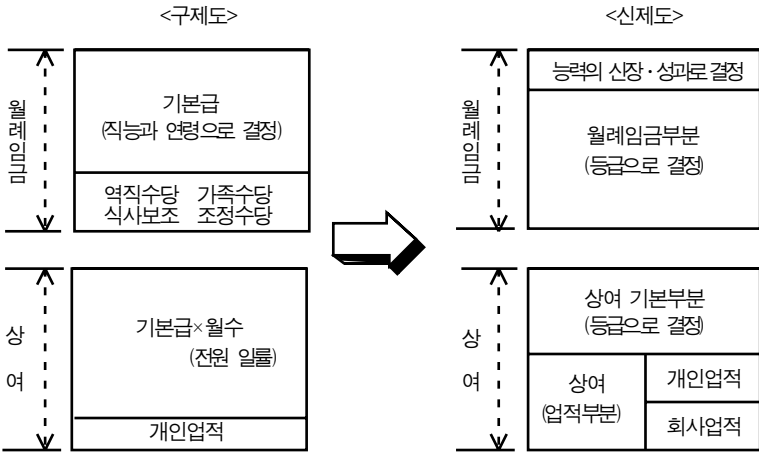 <구제도>
월례임금
기본급
(직능과 연령으로 결정)
역직수당 가족수당
식사보조 조정수당
상여
기본급×월수
(전원 일률)
개인업적
<신제도>
월례임금
능력의 신장·성과로 결정
월례임금부분
(등급으로 결정)
상여
상여 기본부분
(등급으로 결정)
상여
(업적부분)
개인업적
회사업적